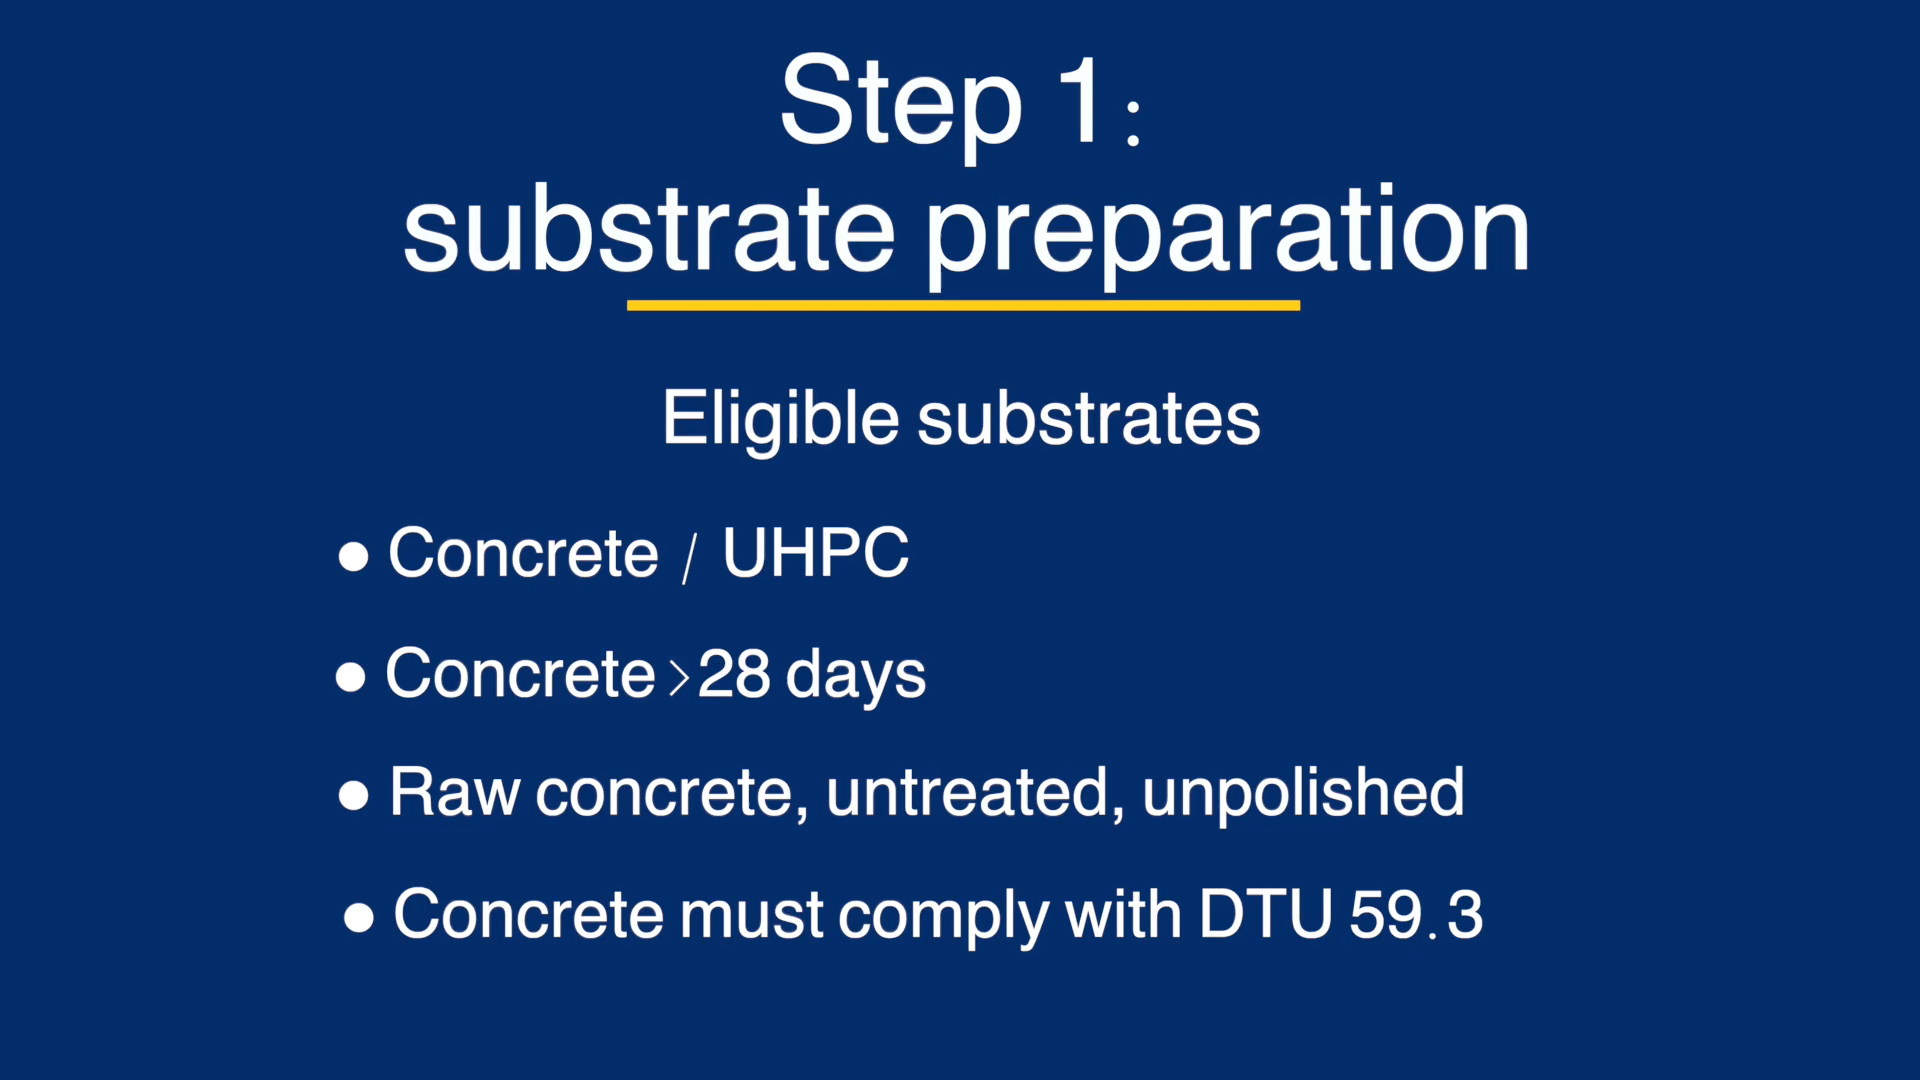 Step 1:
substrate preparation
Eligible substrates
• Concrete / UHPC
• Concrete >28 days
• Raw concrete, untreated, unpolished
• Concrete must comply with DTU 59.3